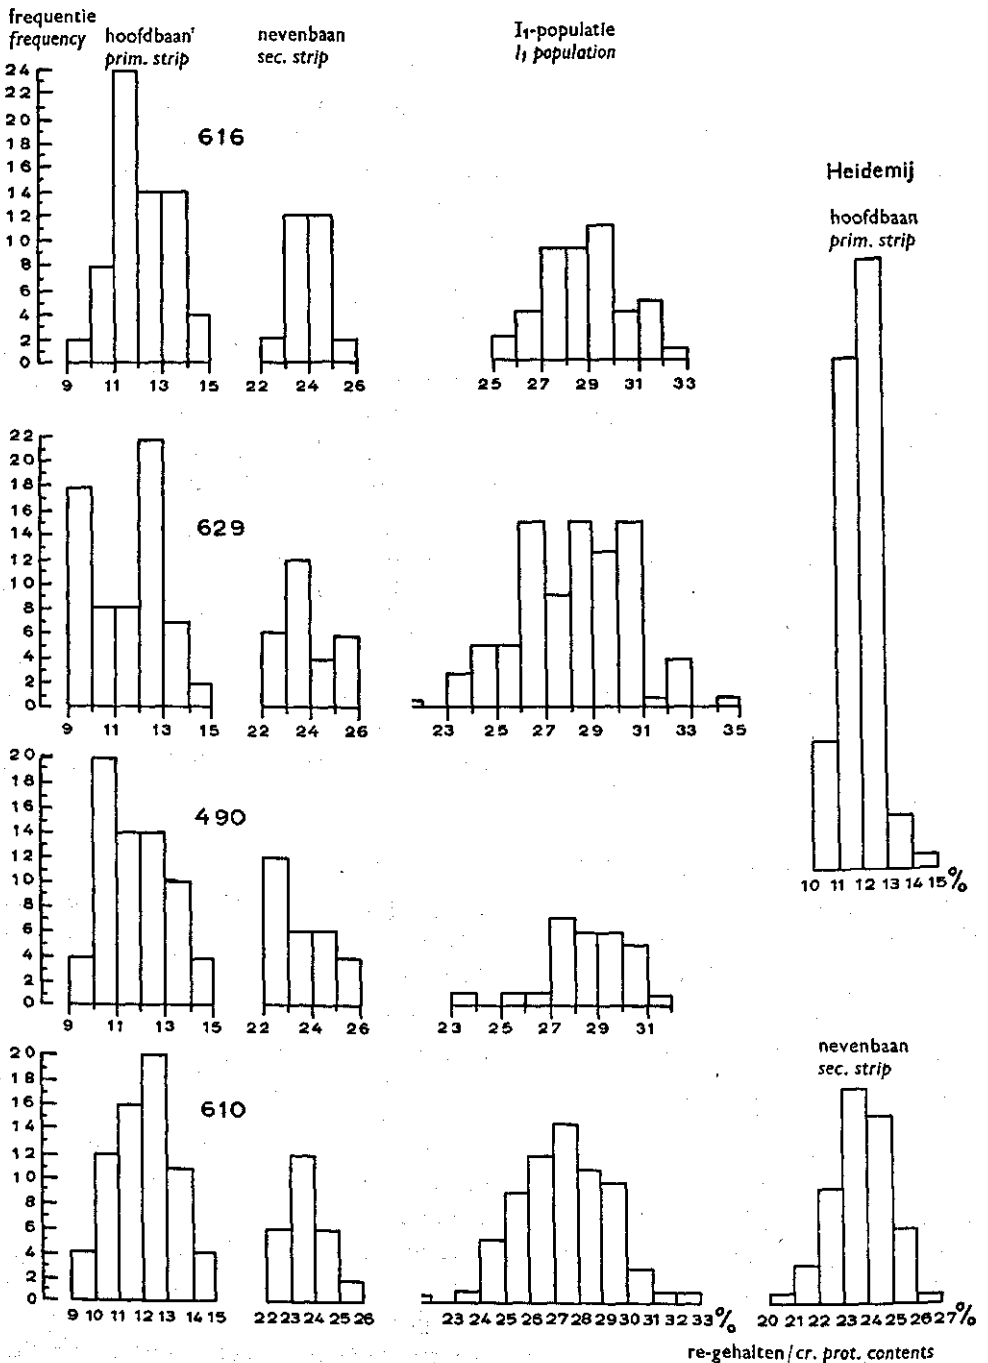 frequentie
frequency
hoofdbaan
prim. strip
nevenbaan
sec. strip
I1-populatie
I1 population
24
22
20
18
16
14
12
10
8
6
4
2
0
616
9 11 13 15
22 24 26
25 27 29 31 33
Heidemij
hoofdbaan
prim. strip
22
20
18
16
14
12
10
8
6
4
2
0
629
9 11 13 15
22 24 26
23 25 27 29 31 33 35
20
18
16
14
12
10
8
6
4
2
0
490
9 11 13 15
22 24 26
23 25 27 29 31
10 11 12 13 14 15%
20
18
16
14
12
10
8
6
4
2
0
610
9 10 11 12 13 15
22 23 24 25 26
23 24 25 26 27 28 29 30 31 32 33%
nevenbaan
sec. strip
20 21 22 23 24 25 26 27%
re-gehalten/cr. prot. contents